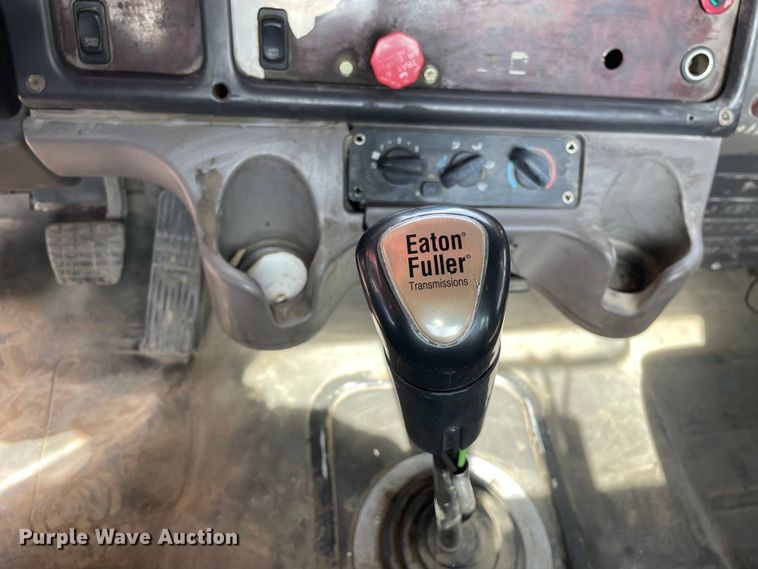 Eaton®
Fuller®
Transmissions
Purple Wave Auction